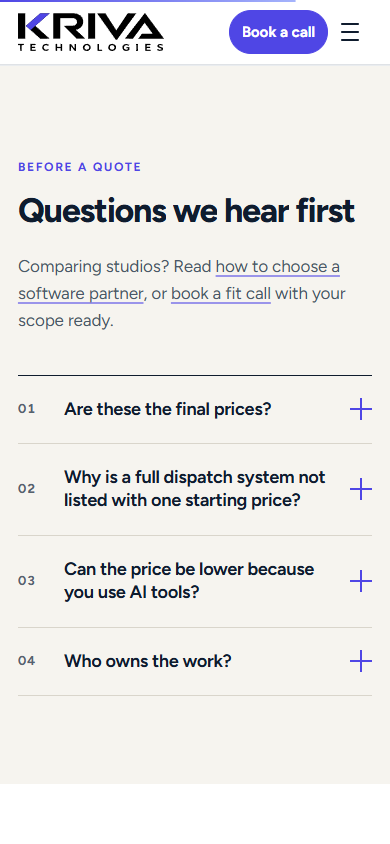 KRIVA
TECHNOLOGIES
Book a call
BEFORE A QUOTE
Questions we hear first
Comparing studios? Read how to choose a
software partner, or book a fit call with your
scope ready.
01 Are these the final prices?
02 Why is a full dispatch system not
listed with one starting price?
03 Can the price be lower because
you use AI tools?
04 Who owns the work?